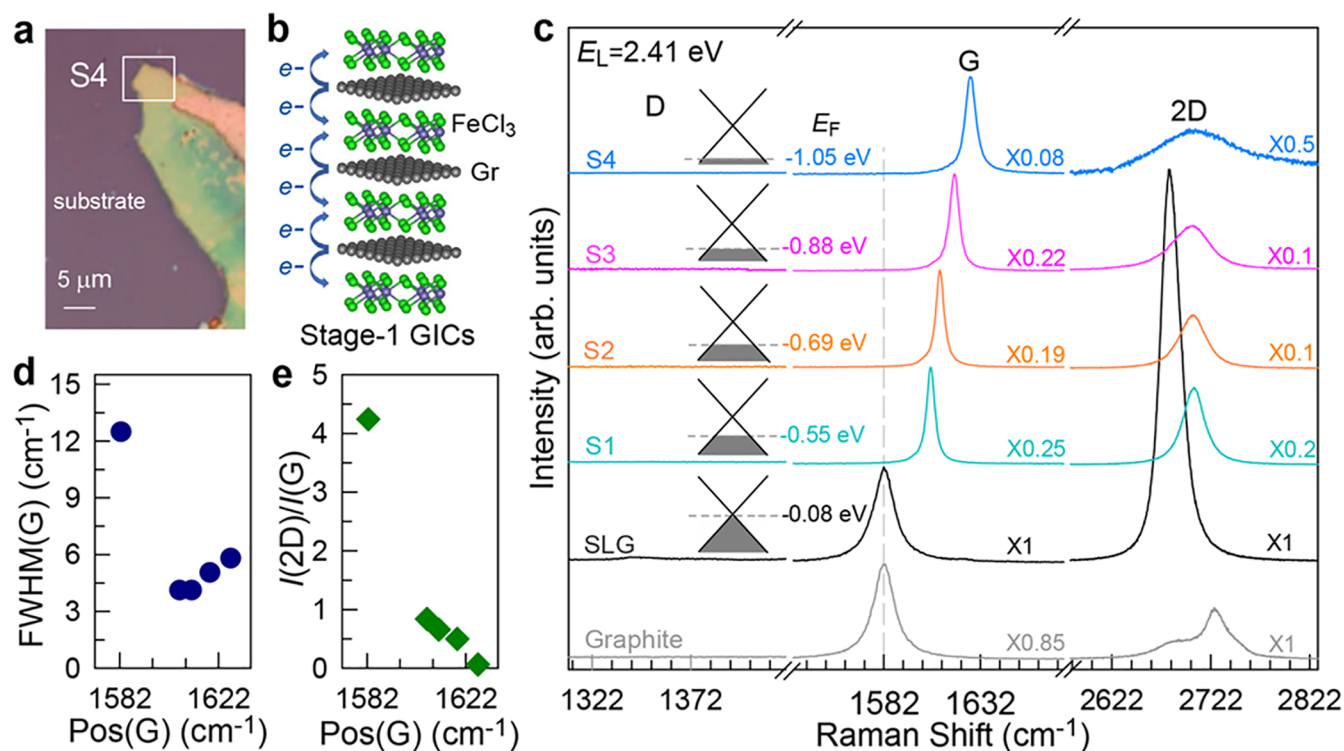 a
S4
substrate
5 μm
b
e-
e-
e-
e-
e-
e-
FeCl3
Gr
Stage-1 GICs
c
EL=2.41 eV
D
EF
G
2D
S4
-1.05 eV
X0.08
X0.5
S3
-0.88 eV
X0.22
X0.1
S2
-0.69 eV
X0.19
X0.1
S1
-0.55 eV
X0.25
X0.2
SLG
-0.08 eV
X1
X1
Graphite
X0.85
X1
Intensity (arb. units)
1322 1372 1582 1632 2622 2722 2822
Raman Shift (cm-1)
d
FWHM(G) (cm-1)
15
12
9
6
3
0
1582 1622
Pos(G) (cm-1)
e
I(2D)/I(G)
5
4
3
2
1
0
1582 1622
Pos(G) (cm-1)